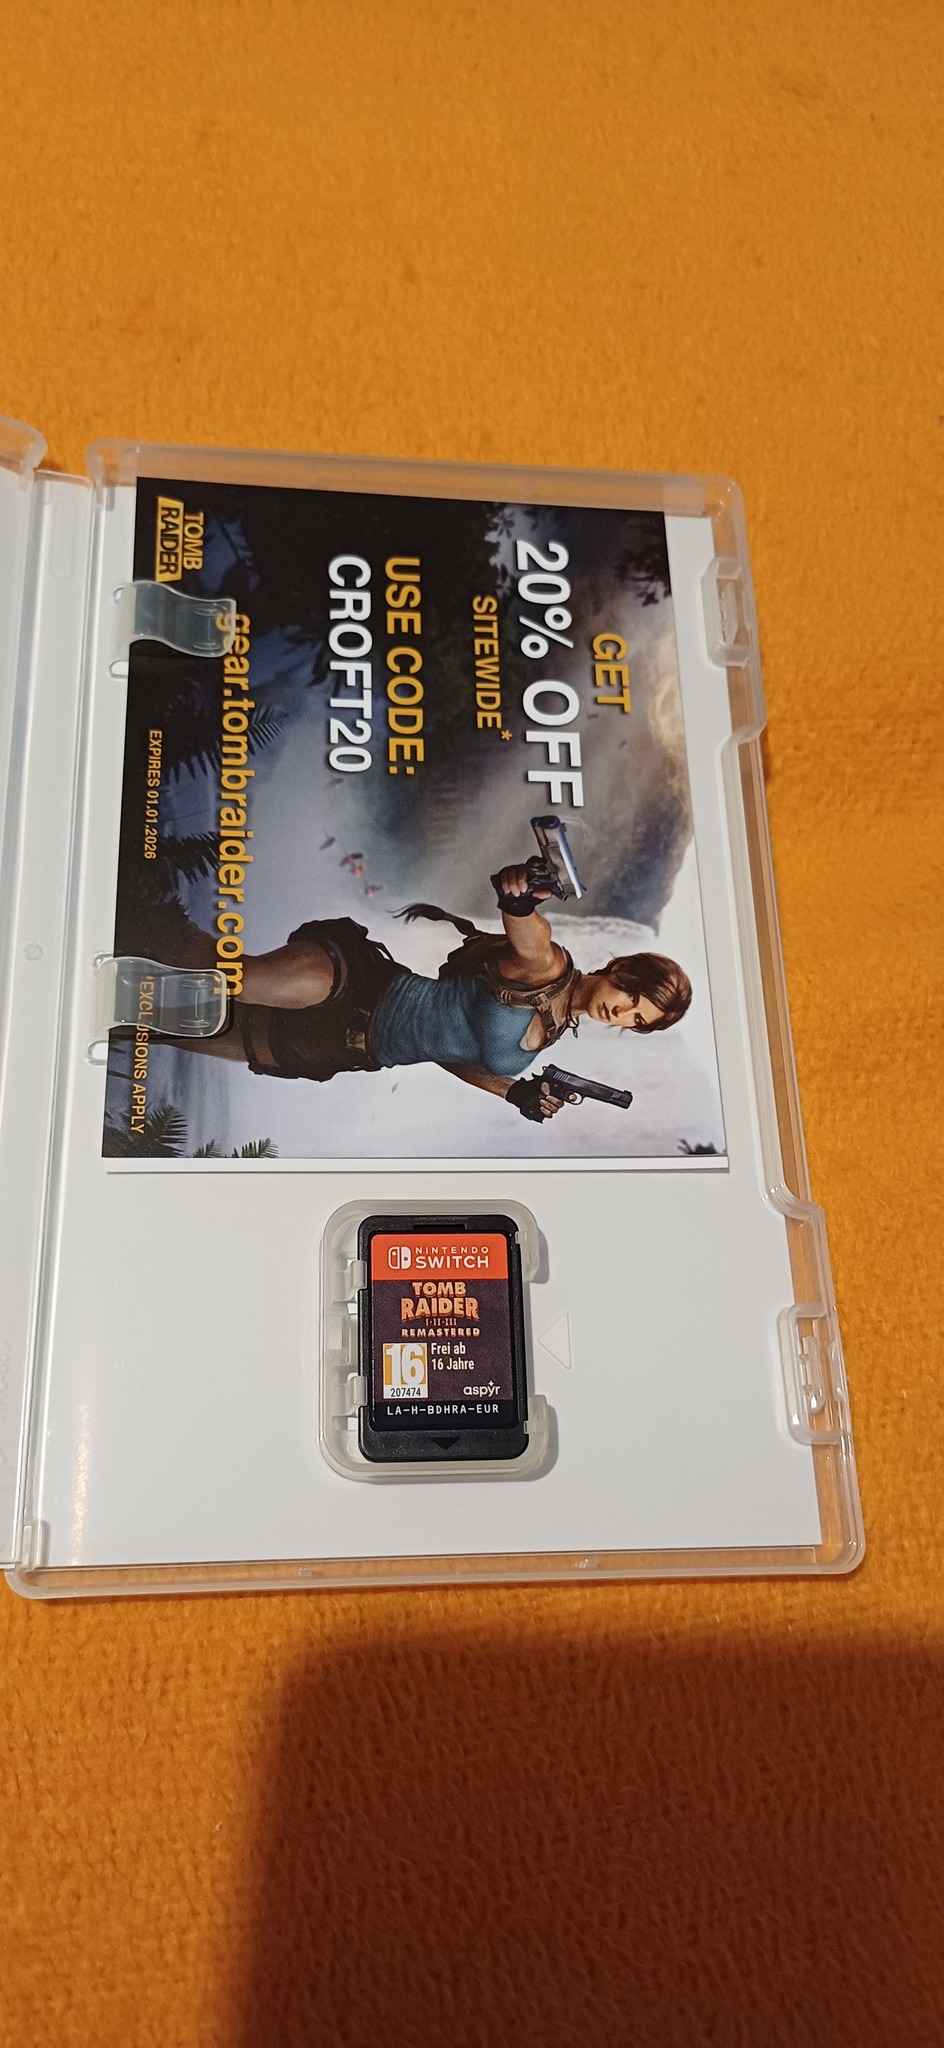 GET
20% OFF
SITEWIDE*
USE CODE:
CROFT20
gear.tombraider.com
TOMB
RAIDER
EXPIRES 01.01.2026
*EXCLUSIONS APPLY
NINTENDO
SWITCH
TOMB
RAIDER
I·II·III
REMASTERED
16
Frei ab
16 Jahre
207474
aspyr
LA-H-BDHRA-EUR